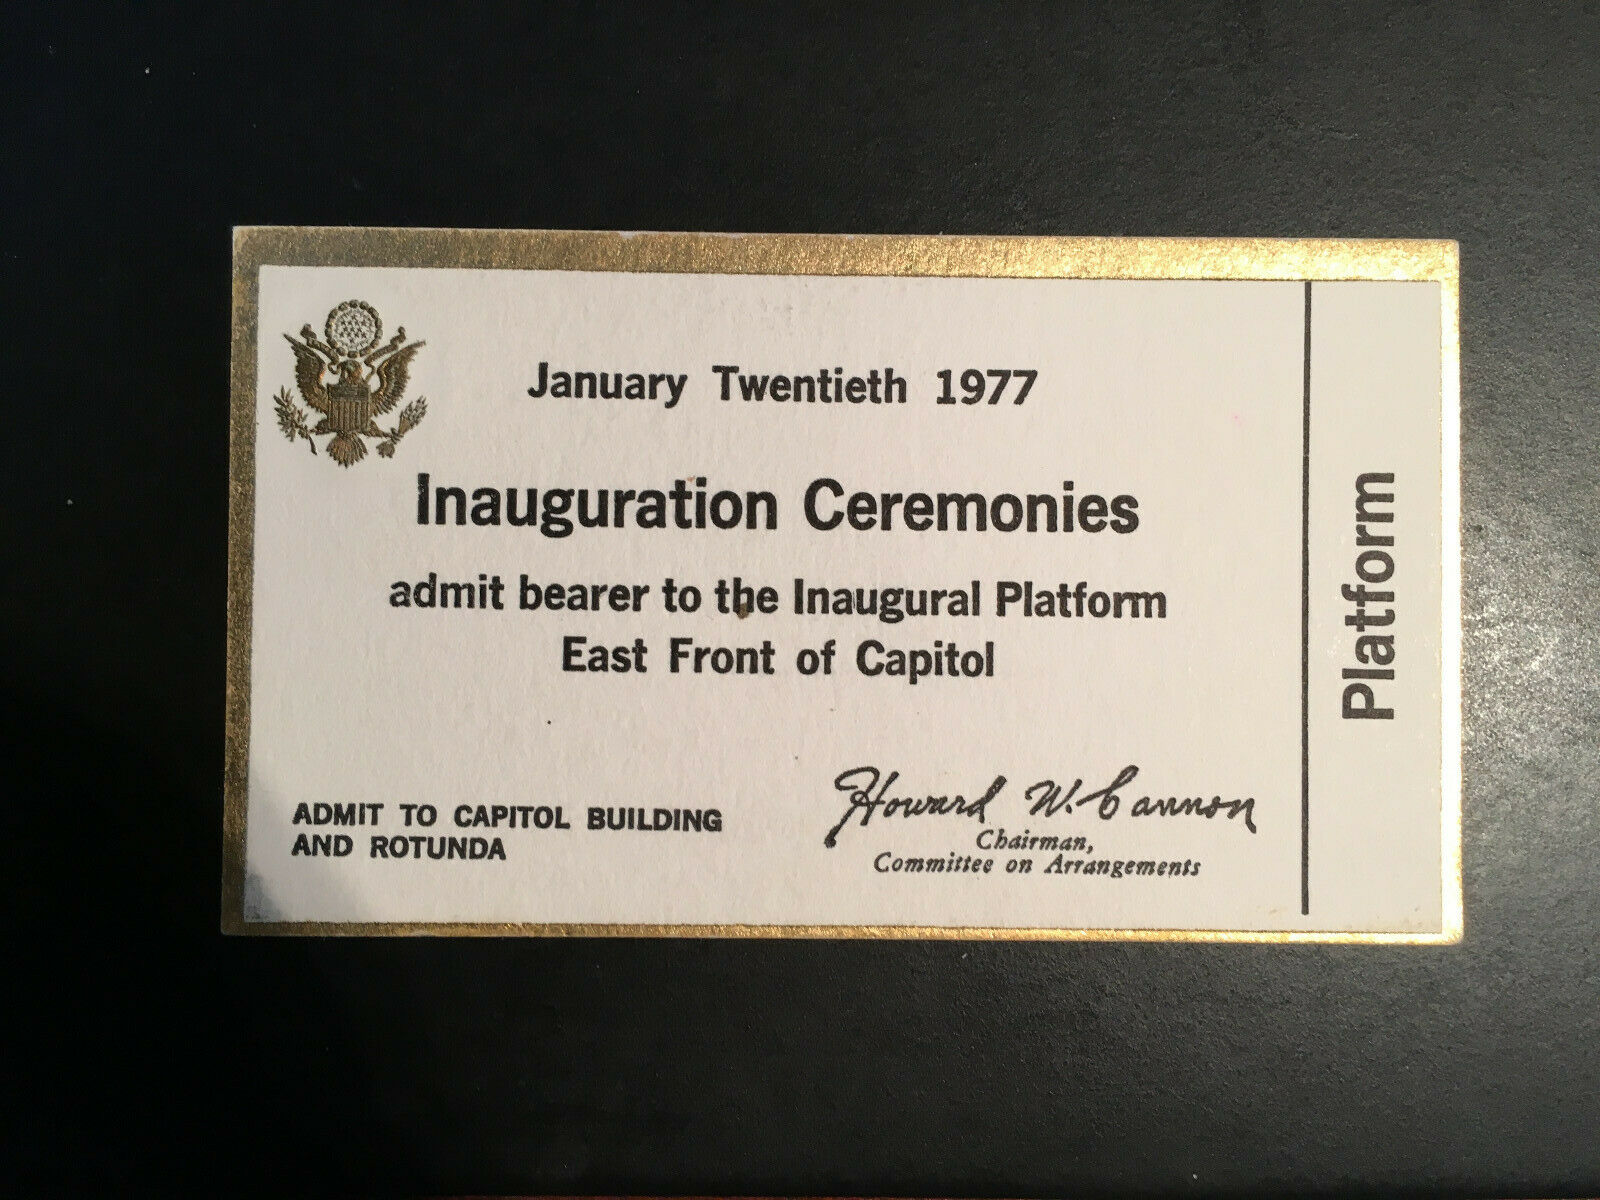 January Twentieth 1977
Inauguration Ceremonies
admit bearer to the Inaugural Platform
East Front of Capitol
ADMIT TO CAPITOL BUILDING
AND ROTUNDA
Howard W. Cannon
Chairman,
Committee on Arrangements
Platform